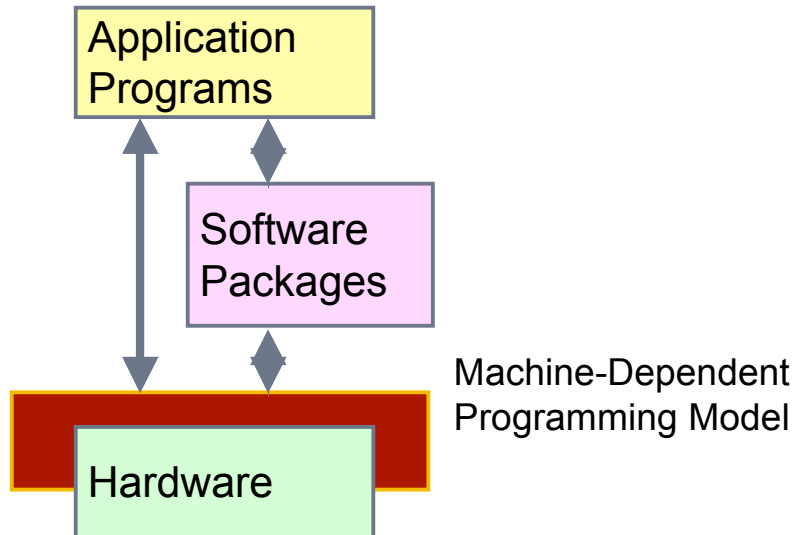 Application
Programs
Software
Packages
Machine-Dependent
Programming Model
Hardware